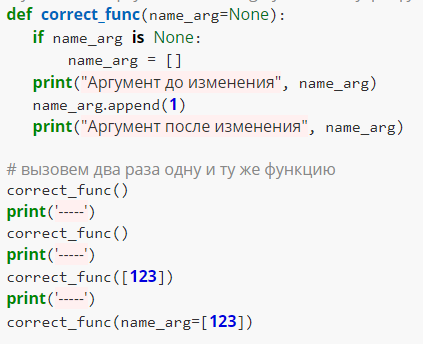 def correct_func(name_arg=None):
    if name_arg is None:
        name_arg = []
    print("Аргумент до изменения", name_arg)
    name_arg.append(1)
    print("Аргумент после изменения", name_arg)

# вызовем два раза одну и ту же функцию
correct_func()
print('-----')
correct_func()
print('-----')
correct_func([123])
print('-----')
correct_func(name_arg=[123])